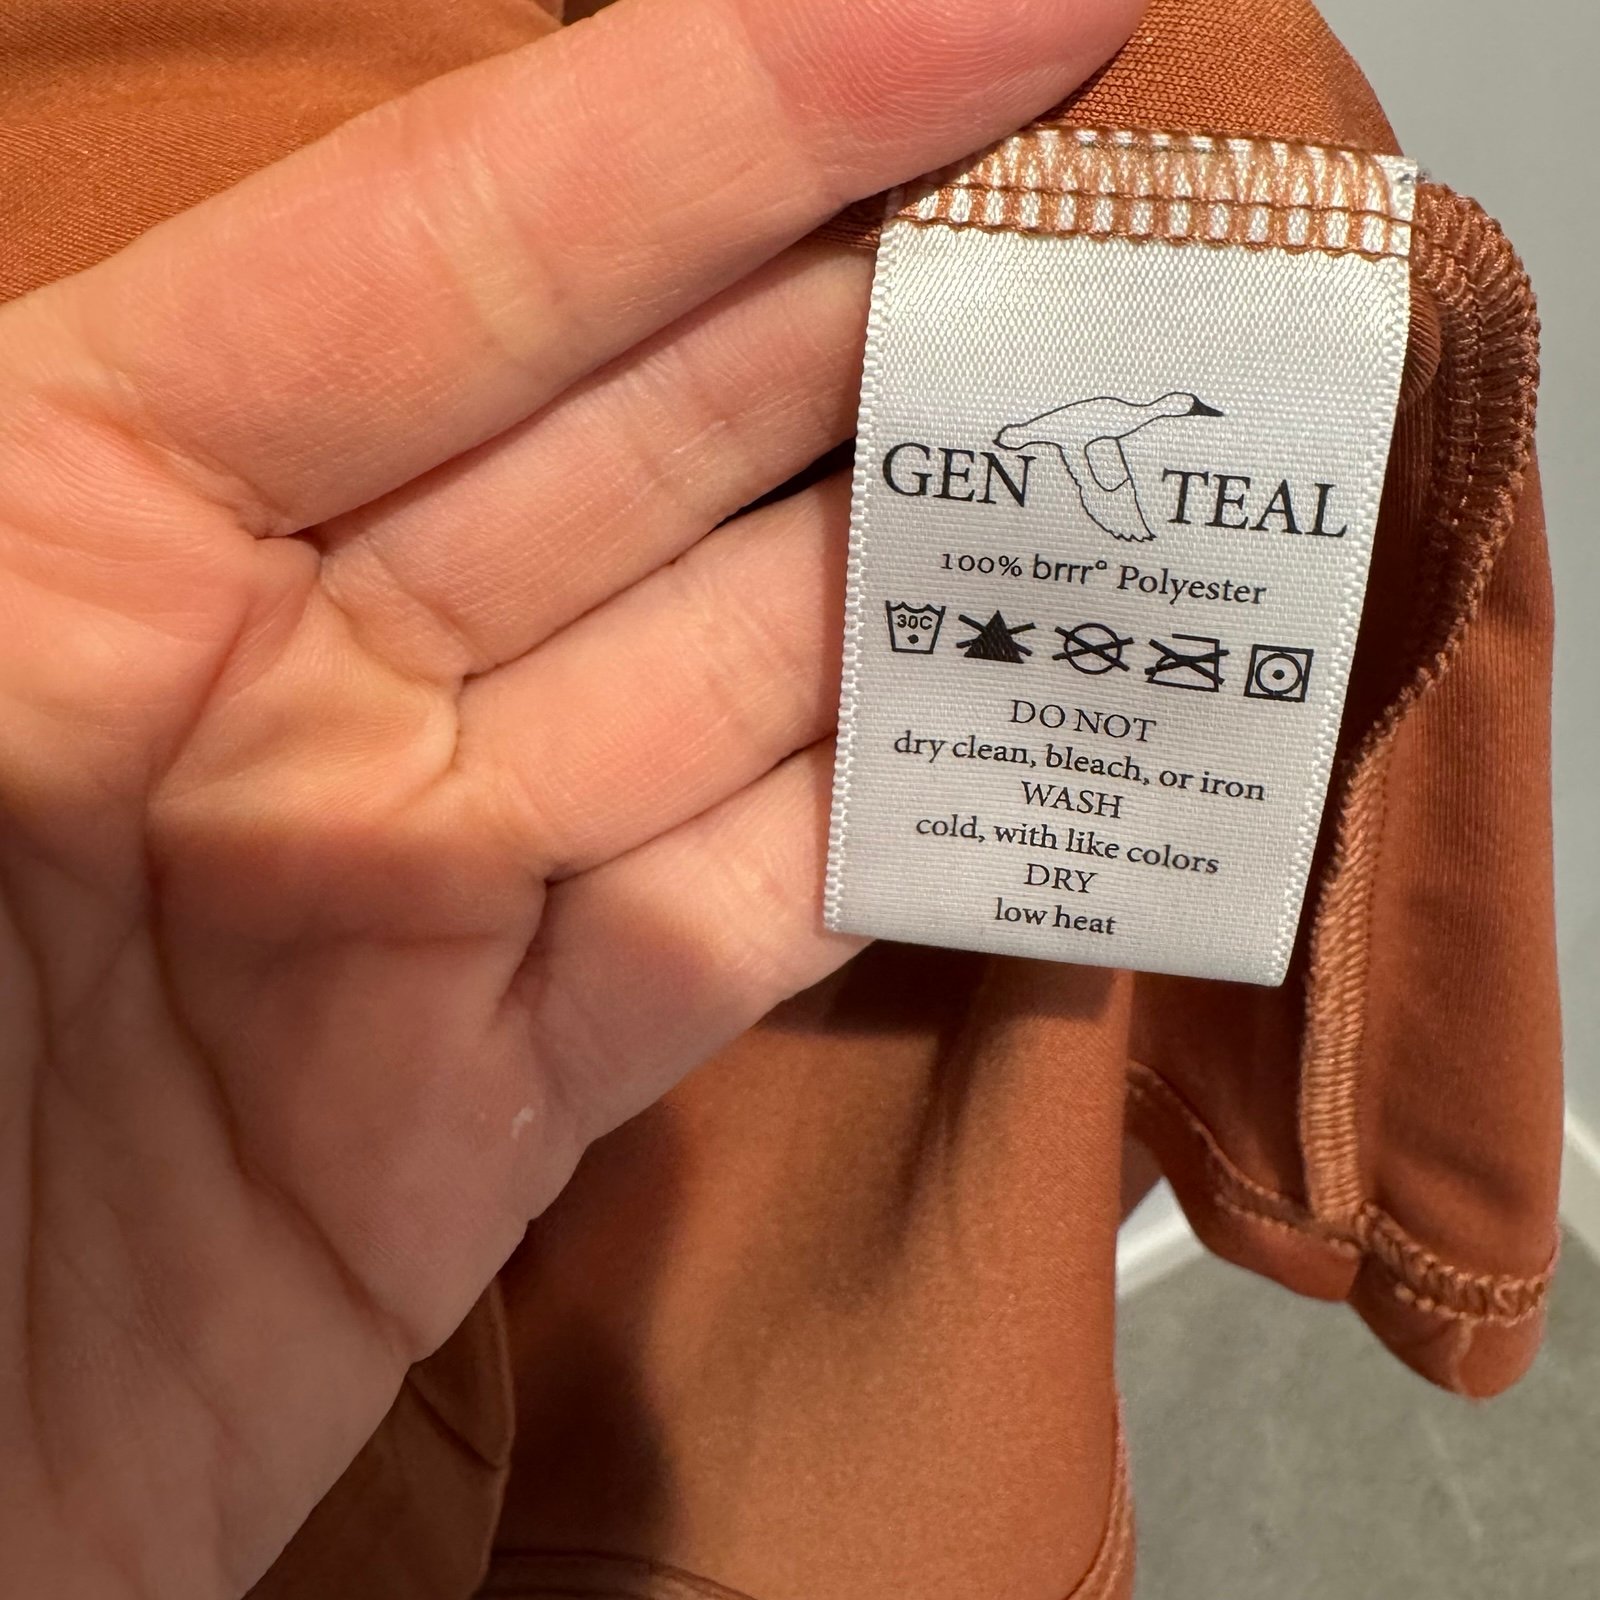 GEN TEAL
100% brrr° Polyester
30C
DO NOT
dry clean, bleach, or iron
WASH
cold, with like colors
DRY
low heat